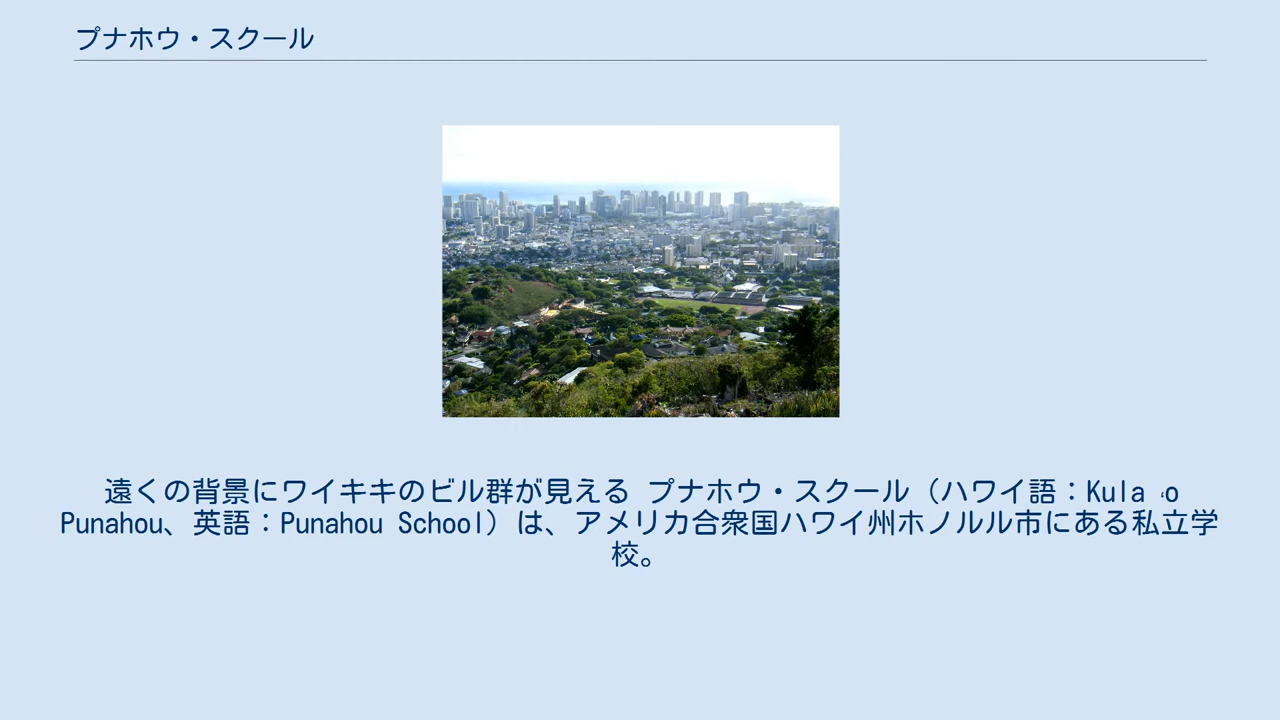 プナホウ・スクール
遠くの背景にワイキキのビル群が見える プナホウ・スクール（ハワイ語：Kula ʻo
Punahou、英語：Punahou School）は、アメリカ合衆国ハワイ州ホノルル市にある私立学
校。